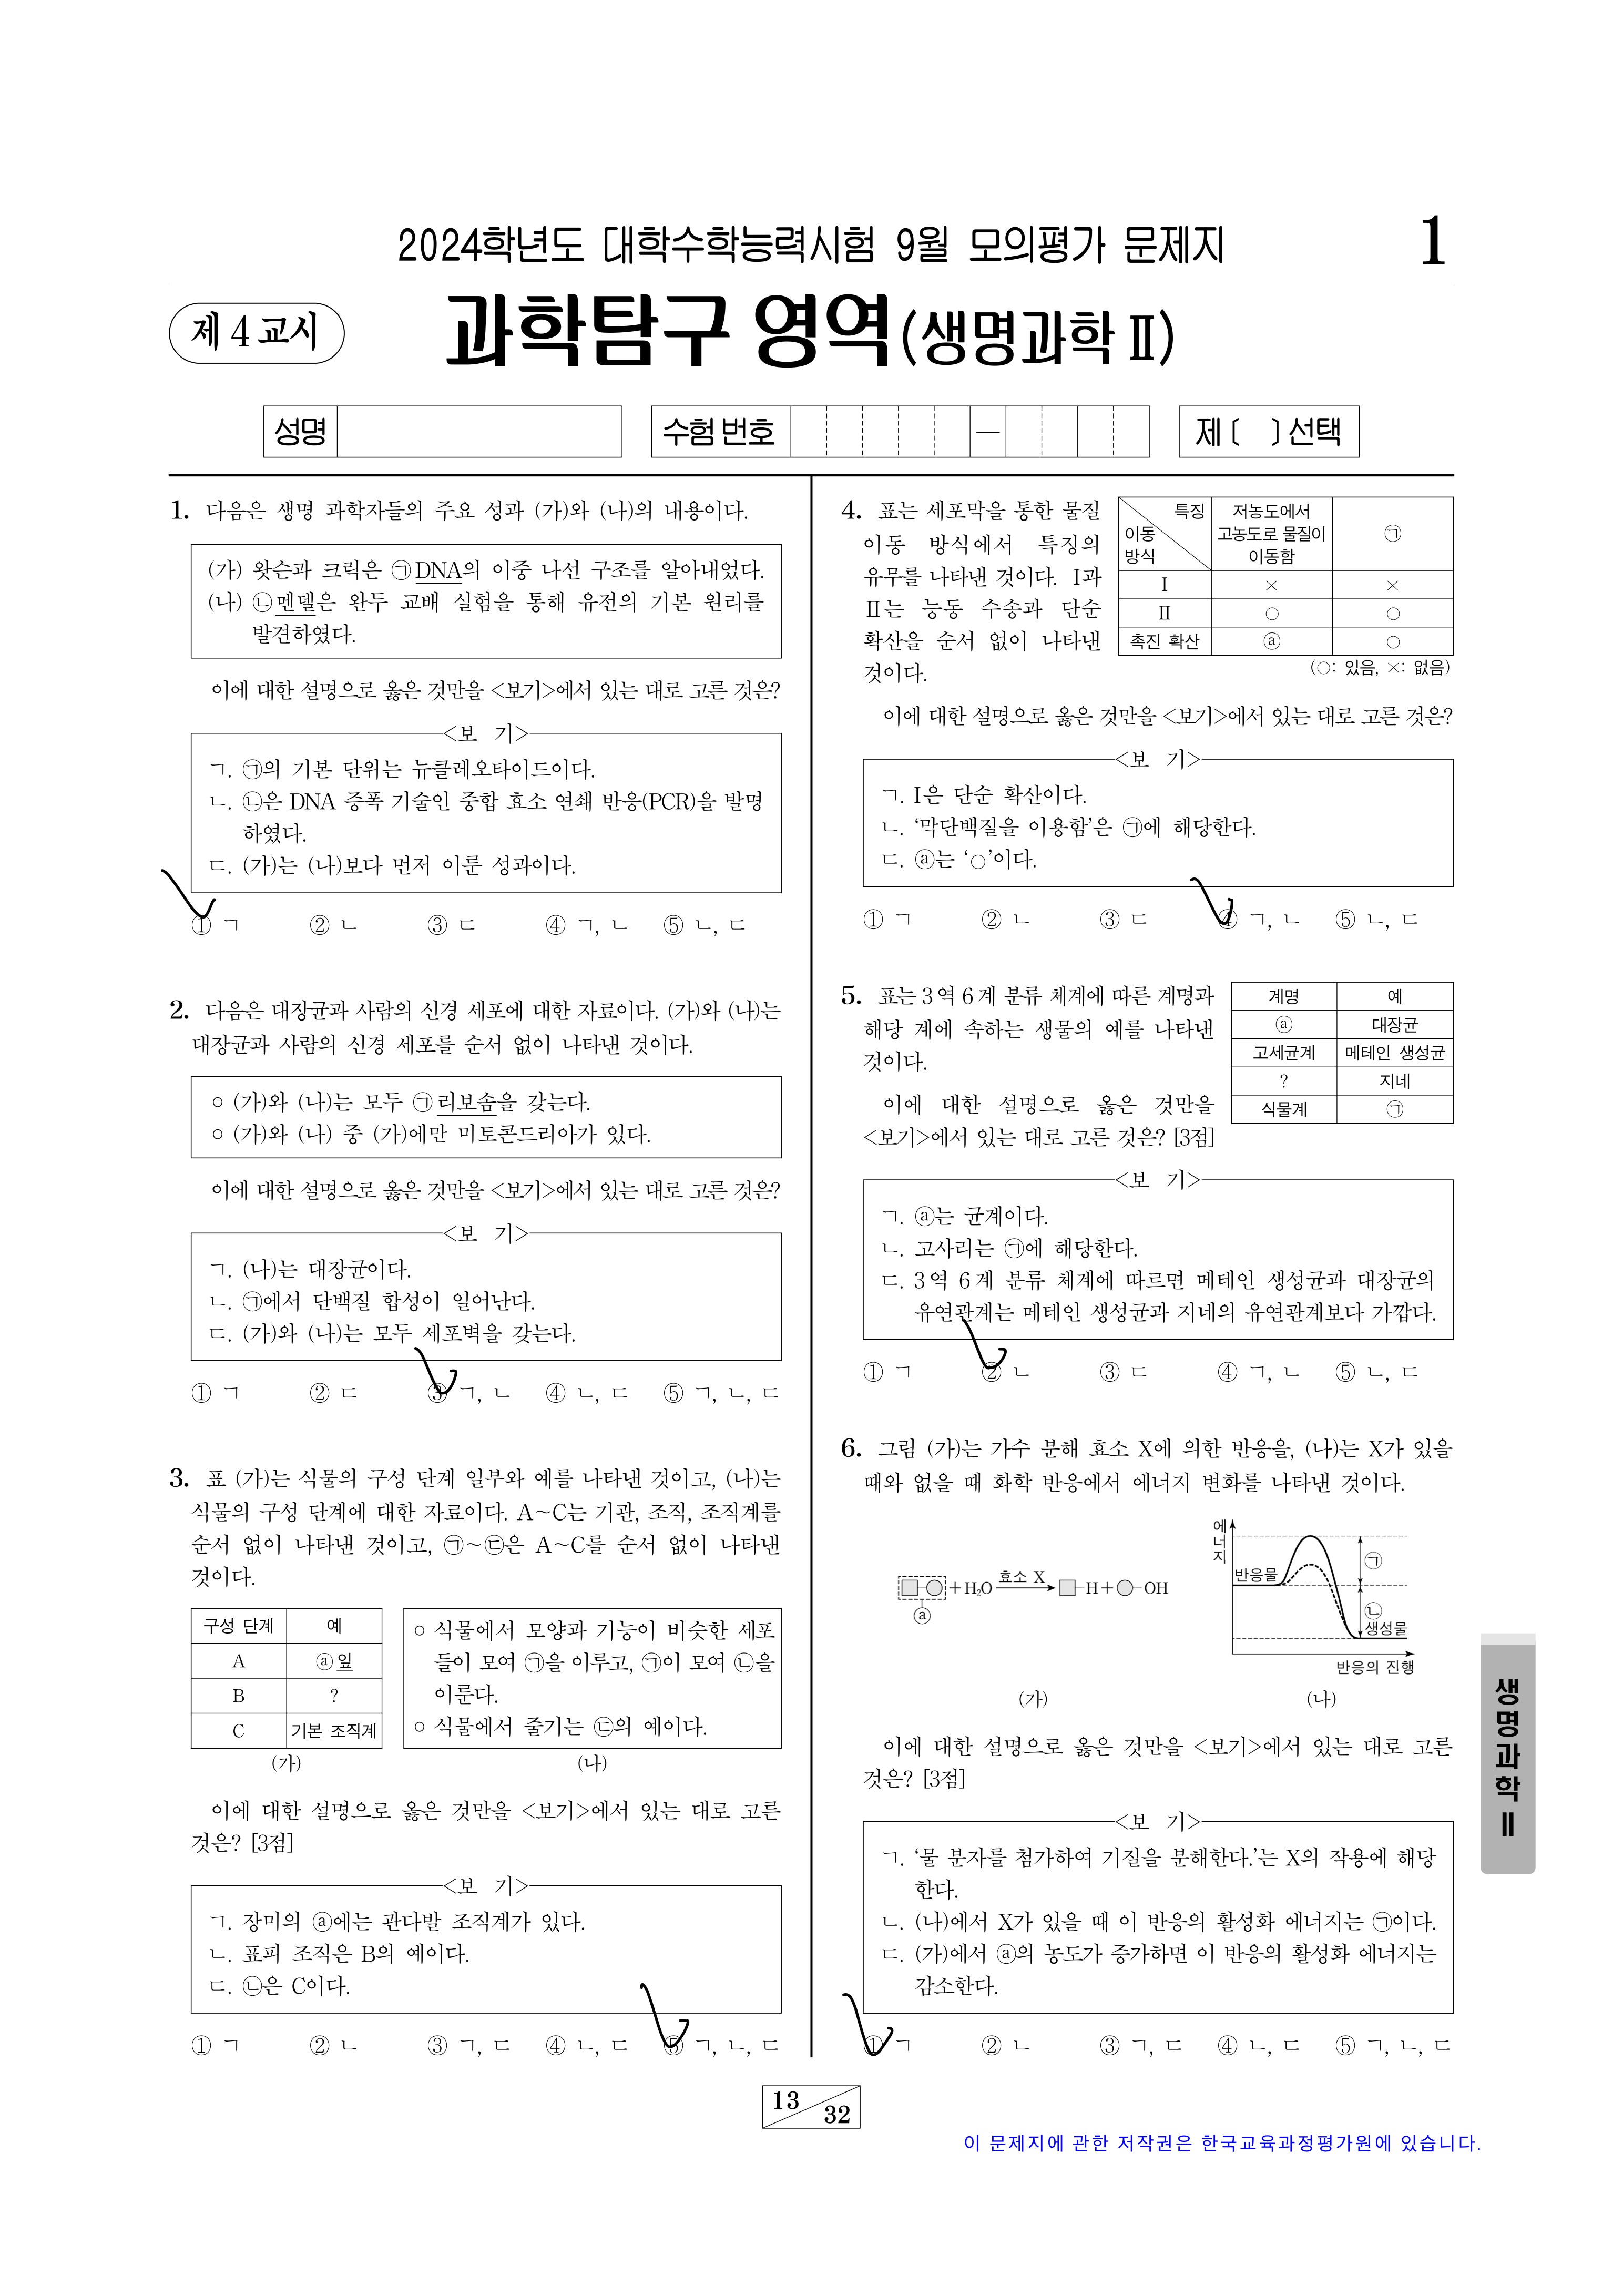 2024학년도 대학수학능력시험 9월 모의평가 문제지
1
제 4 교시
과학탐구 영역(생명과학 Ⅱ)
성명
수험 번호
—
제 〔 〕 선택
1. 다음은 생명 과학자들의 주요 성과 (가)와 (나)의 내용이다.
(가) 왓슨과 크릭은 ㉠DNA의 이중 나선 구조를 알아내었다.
(나) ㉡멘델은 완두 교배 실험을 통해 유전의 기본 원리를
발견하였다.
이에 대한 설명으로 옳은 것만을 <보기>에서 있는 대로 고른 것은?
<보 기>
ㄱ. ㉠의 기본 단위는 뉴클레오타이드이다.
ㄴ. ㉡은 DNA 증폭 기술인 중합 효소 연쇄 반응(PCR)을 발명
하였다.
ㄷ. (가)는 (나)보다 먼저 이룬 성과이다.
① ㄱ ② ㄴ ③ ㄷ ④ ㄱ, ㄴ ⑤ ㄴ, ㄷ
2. 다음은 대장균과 사람의 신경 세포에 대한 자료이다. (가)와 (나)는
대장균과 사람의 신경 세포를 순서 없이 나타낸 것이다.
○ (가)와 (나)는 모두 ㉠리보솜을 갖는다.
○ (가)와 (나) 중 (가)에만 미토콘드리아가 있다.
이에 대한 설명으로 옳은 것만을 <보기>에서 있는 대로 고른 것은?
<보 기>
ㄱ. (나)는 대장균이다.
ㄴ. ㉠에서 단백질 합성이 일어난다.
ㄷ. (가)와 (나)는 모두 세포벽을 갖는다.
① ㄱ ② ㄷ ③ ㄱ, ㄴ ④ ㄴ, ㄷ ⑤ ㄱ, ㄴ, ㄷ
3. 표 (가)는 식물의 구성 단계 일부와 예를 나타낸 것이고, (나)는
식물의 구성 단계에 대한 자료이다. A~C는 기관, 조직, 조직계를
순서 없이 나타낸 것이고, ㉠~㉢은 A~C를 순서 없이 나타낸
것이다.
구성 단계 예
A ⓐ잎
B ?
C 기본 조직계
(가)
○ 식물에서 모양과 기능이 비슷한 세포
들이 모여 ㉠을 이루고, ㉠이 모여 ㉡을
이룬다.
○ 식물에서 줄기는 ㉢의 예이다.
(나)
이에 대한 설명으로 옳은 것만을 <보기>에서 있는 대로 고른
것은? [3점]
<보 기>
ㄱ. 장미의 ⓐ에는 관다발 조직계가 있다.
ㄴ. 표피 조직은 B의 예이다.
ㄷ. ㉡은 C이다.
① ㄱ ② ㄴ ③ ㄱ, ㄷ ④ ㄴ, ㄷ ⑤ ㄱ, ㄴ, ㄷ
4. 표는 세포막을 통한 물질
이동 방식에서 특징의
유무를 나타낸 것이다. Ⅰ과
Ⅱ는 능동 수송과 단순
확산을 순서 없이 나타낸
것이다.
특징
이동
방식
저농도에서
고농도로 물질이
이동함
㉠
Ⅰ × ×
Ⅱ ○ ○
촉진 확산 ⓐ ○
(○: 있음, ×: 없음)
이에 대한 설명으로 옳은 것만을 <보기>에서 있는 대로 고른 것은?
<보 기>
ㄱ. Ⅰ은 단순 확산이다.
ㄴ. ‘막단백질을 이용함’은 ㉠에 해당한다.
ㄷ. ⓐ는 ‘○’이다.
① ㄱ ② ㄴ ③ ㄷ ④ ㄱ, ㄴ ⑤ ㄴ, ㄷ
5. 표는 3역 6계 분류 체계에 따른 계명과
해당 계에 속하는 생물의 예를 나타낸
것이다.
계명 예
ⓐ 대장균
고세균계 메테인 생성균
? 지네
식물계 ㉠
이에 대한 설명으로 옳은 것만을
<보기>에서 있는 대로 고른 것은? [3점]
<보 기>
ㄱ. ⓐ는 균계이다.
ㄴ. 고사리는 ㉠에 해당한다.
ㄷ. 3역 6계 분류 체계에 따르면 메테인 생성균과 대장균의
유연관계는 메테인 생성균과 지네의 유연관계보다 가깝다.
① ㄱ ② ㄴ ③ ㄷ ④ ㄱ, ㄴ ⑤ ㄴ, ㄷ
6. 그림 (가)는 가수 분해 효소 X에 의한 반응을, (나)는 X가 있을
때와 없을 때 화학 반응에서 에너지 변화를 나타낸 것이다.
+H₂O 효소 X H+ OH
ⓐ
(가)
에너지
반응물
㉠
㉡
생성물
반응의 진행
(나)
이에 대한 설명으로 옳은 것만을 <보기>에서 있는 대로 고른
것은? [3점]
<보 기>
ㄱ. ‘물 분자를 첨가하여 기질을 분해한다.’는 X의 작용에 해당
한다.
ㄴ. (나)에서 X가 있을 때 이 반응의 활성화 에너지는 ㉠이다.
ㄷ. (가)에서 ⓐ의 농도가 증가하면 이 반응의 활성화 에너지는
감소한다.
① ㄱ ② ㄴ ③ ㄱ, ㄷ ④ ㄴ, ㄷ ⑤ ㄱ, ㄴ, ㄷ
생명과학Ⅱ
13
32
이 문제지에 관한 저작권은 한국교육과정평가원에 있습니다.